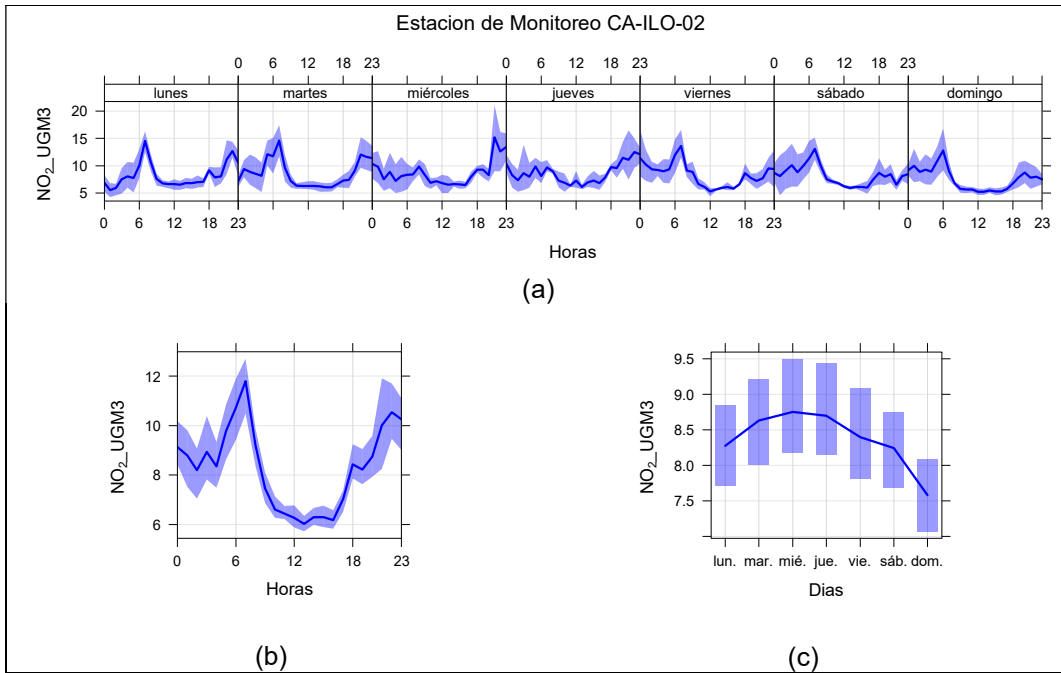 Estacion de Monitoreo CA-ILO-02
0 6 12 18 23 0 6 12 18 23 0 6 12 18 23
lunes martes miércoles jueves viernes sábado domingo
20
15
10
5
NO₂_UGM3
0 6 12 18 23 0 6 12 18 23 0 6 12 18 23 0 6 12 18 23
Horas
(a)
12
10
8
6
NO₂_UGM3
0 6 12 18 23
Horas
(b)
9.5
9.0
8.5
8.0
7.5
NO₂_UGM3
lun. mar. mié. jue. vie. sáb. dom.
Dias
(c)